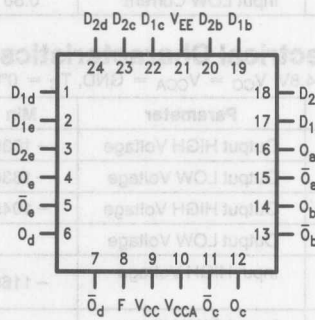 D2d D2c D1c VEE D2b D1b
24 23 22 21 20 19
D1d 1 18 D2
D1e 2 17 D1
D2e 3 16 Oa
Oe 4 15 Ōa
Ōe 5 14 Ob
Od 6 13 Ōb
7 8 9 10 11 12
Ōd F VCC VCCA Ōc Oc